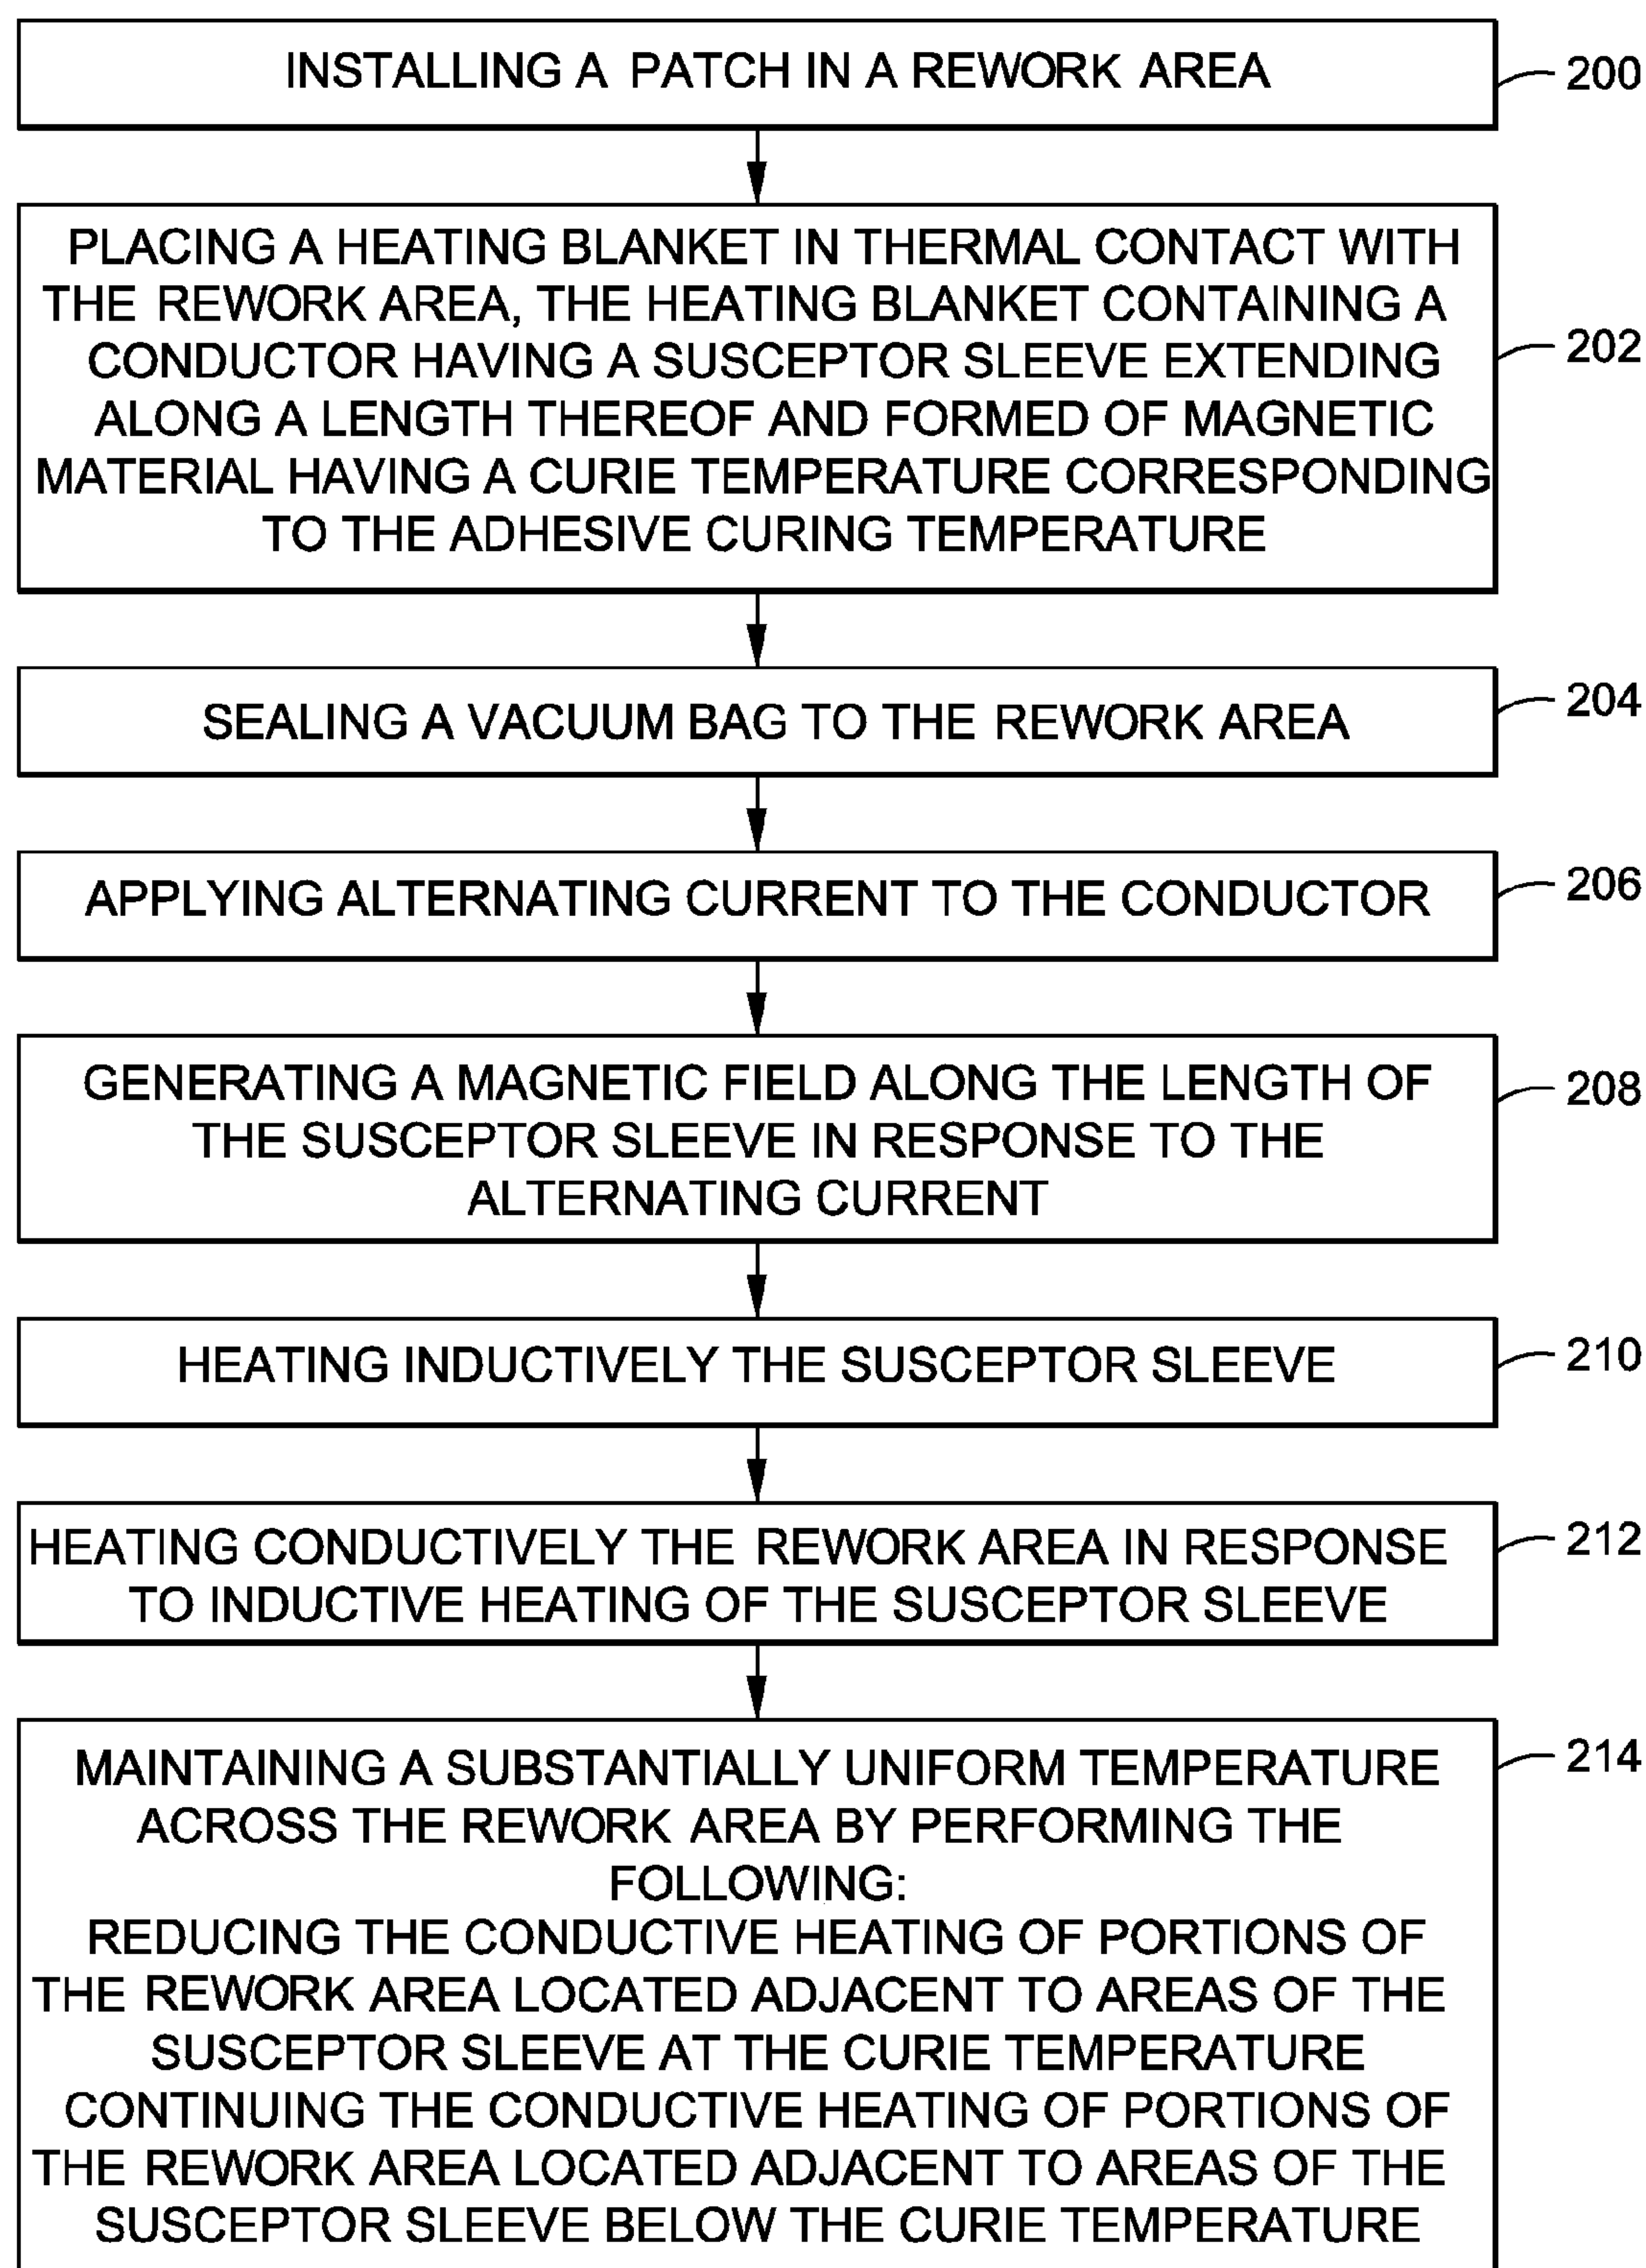 INSTALLING A PATCH IN A REWORK AREA
200
PLACING A HEATING BLANKET IN THERMAL CONTACT WITH
THE REWORK AREA, THE HEATING BLANKET CONTAINING A
CONDUCTOR HAVING A SUSCEPTOR SLEEVE EXTENDING
ALONG A LENGTH THEREOF AND FORMED OF MAGNETIC
MATERIAL HAVING A CURIE TEMPERATURE CORRESPONDING
TO THE ADHESIVE CURING TEMPERATURE
202
SEALING A VACUUM BAG TO THE REWORK AREA
204
APPLYING ALTERNATING CURRENT TO THE CONDUCTOR
206
GENERATING A MAGNETIC FIELD ALONG THE LENGTH OF
THE SUSCEPTOR SLEEVE IN RESPONSE TO THE
ALTERNATING CURRENT
208
HEATING INDUCTIVELY THE SUSCEPTOR SLEEVE
210
HEATING CONDUCTIVELY THE REWORK AREA IN RESPONSE
TO INDUCTIVE HEATING OF THE SUSCEPTOR SLEEVE
212
MAINTAINING A SUBSTANTIALLY UNIFORM TEMPERATURE
ACROSS THE REWORK AREA BY PERFORMING THE
FOLLOWING:
REDUCING THE CONDUCTIVE HEATING OF PORTIONS OF
THE REWORK AREA LOCATED ADJACENT TO AREAS OF THE
SUSCEPTOR SLEEVE AT THE CURIE TEMPERATURE
CONTINUING THE CONDUCTIVE HEATING OF PORTIONS OF
THE REWORK AREA LOCATED ADJACENT TO AREAS OF THE
SUSCEPTOR SLEEVE BELOW THE CURIE TEMPERATURE
214